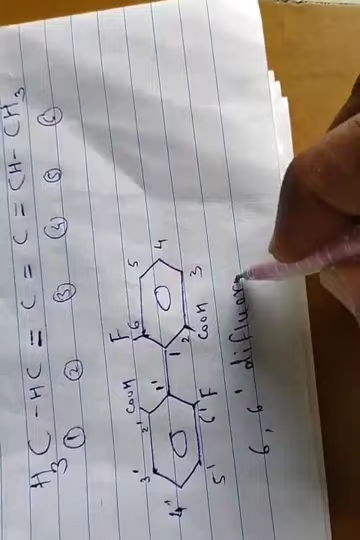 H₃C - HC = C = C = CH - CH₃
① ② ③ ④ ⑤ ⑥
COOH F
3' 2' 6 5
4' 1' 1 4
5' 6' 2 3
F COOH
6, 6' difluoro